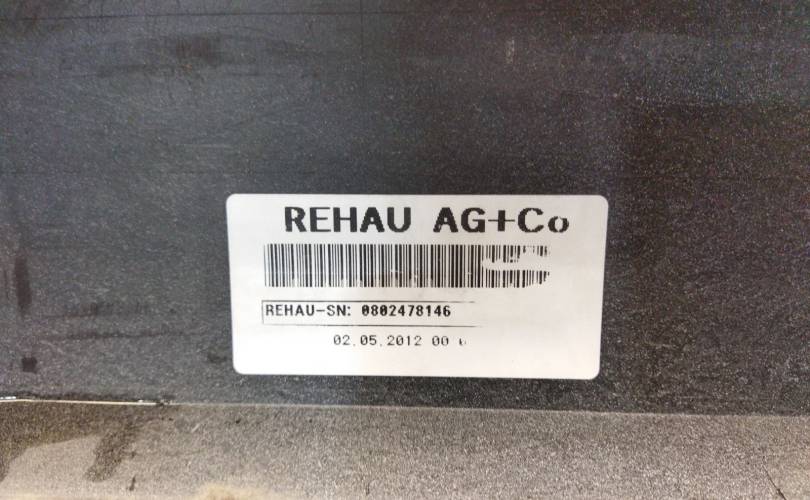 REHAU AG+Co
REHAU-SN: 0802478146
02.05.2012 00